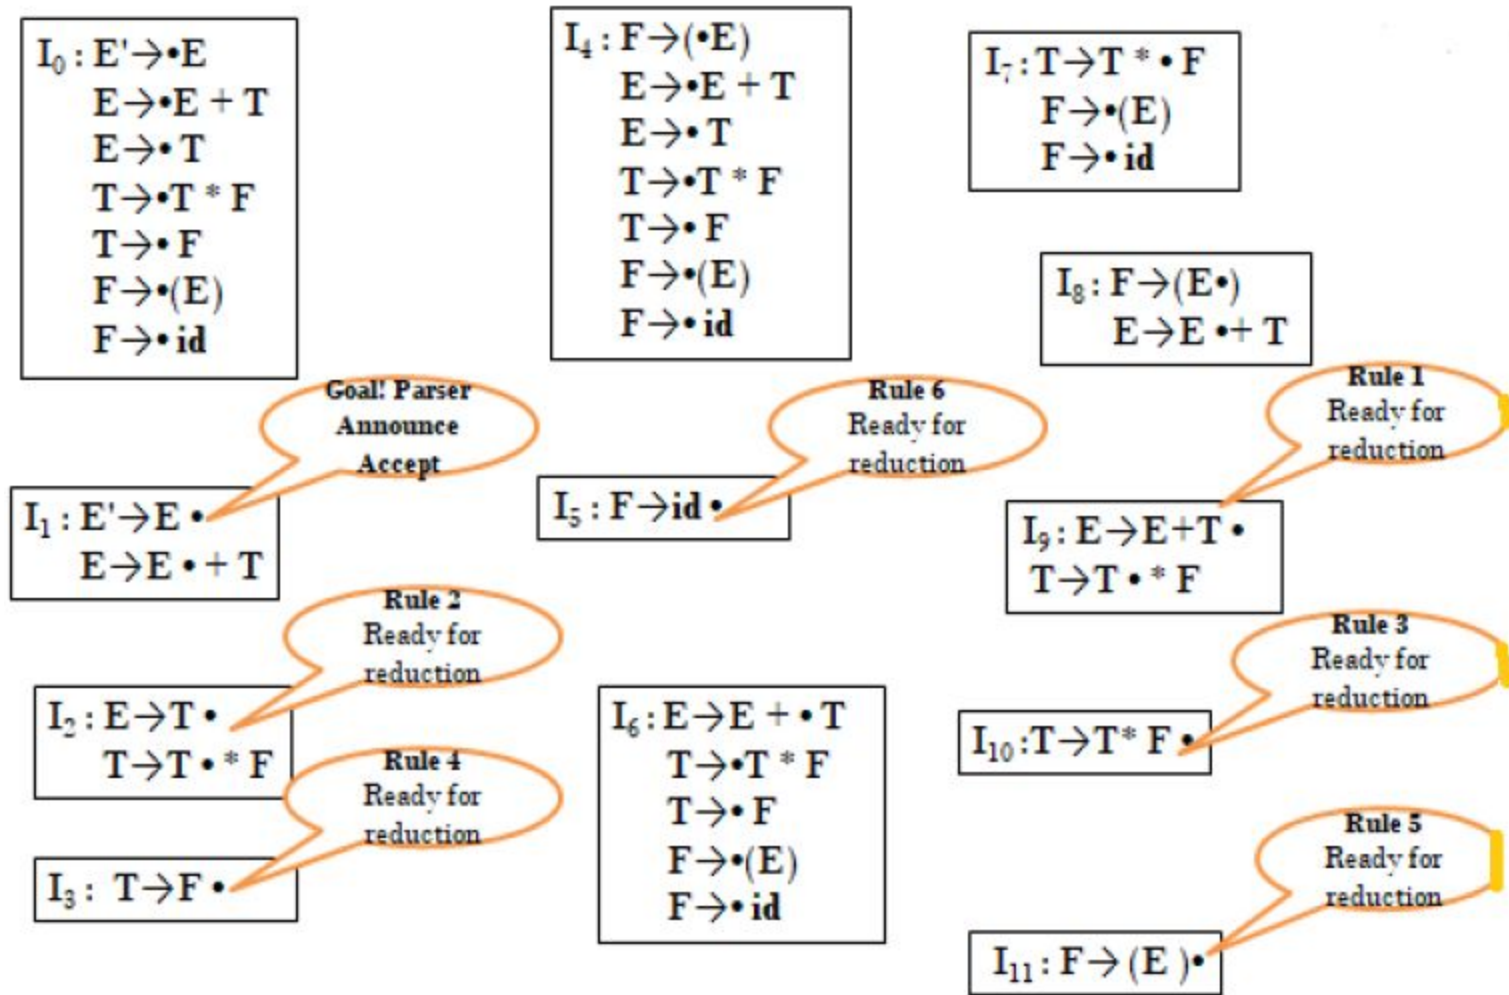 I₀ : E'→•E
E→•E + T
E→• T
T→•T * F
T→• F
F→•(E)
F→• id
Goal! Parser
Announce
Accept
I₁ : E'→E •
E→E • + T
Rule 2
Ready for
reduction
I₂ : E→T •
T→T • * F
Rule 4
Ready for
reduction
I₃ : T→F •
I₄ : F→(•E)
E→•E + T
E→• T
T→•T * F
T→• F
F→•(E)
F→• id
Rule 6
Ready for
reduction
I₅ : F→id •
I₆ : E→E + • T
T→•T * F
T→• F
F→•(E)
F→• id
I₇ : T→T * • F
F→•(E)
F→• id
I₈ : F→(E•)
E→E •+ T
Rule 1
Ready for
reduction
I₉ : E→E+T •
T→T • * F
Rule 3
Ready for
reduction
I₁₀ :T→T* F •
Rule 5
Ready for
reduction
I₁₁ : F→ (E )•